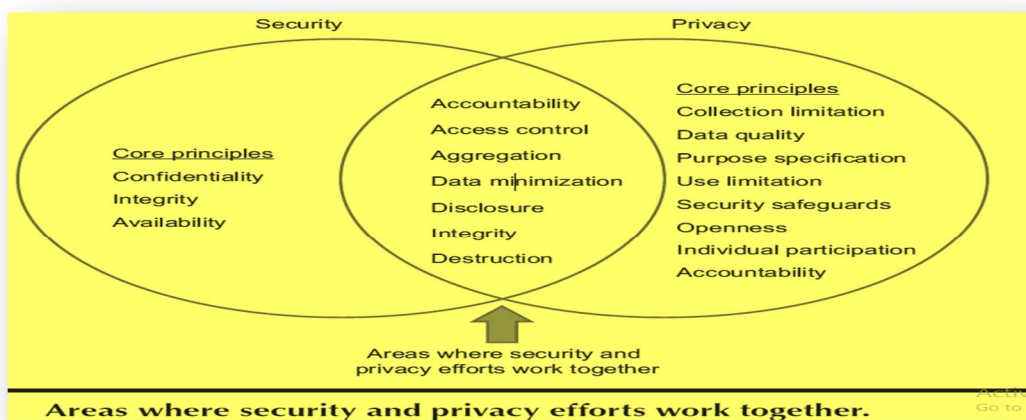 Security
Privacy
Core principles
Confidentiality
Integrity
Availability
Accountability
Access control
Aggregation
Data minimization
Disclosure
Integrity
Destruction
Core principles
Collection limitation
Data quality
Purpose specification
Use limitation
Security safeguards
Openness
Individual participation
Accountability
Areas where security and
privacy efforts work together
Areas where security and privacy efforts work together.
Go to